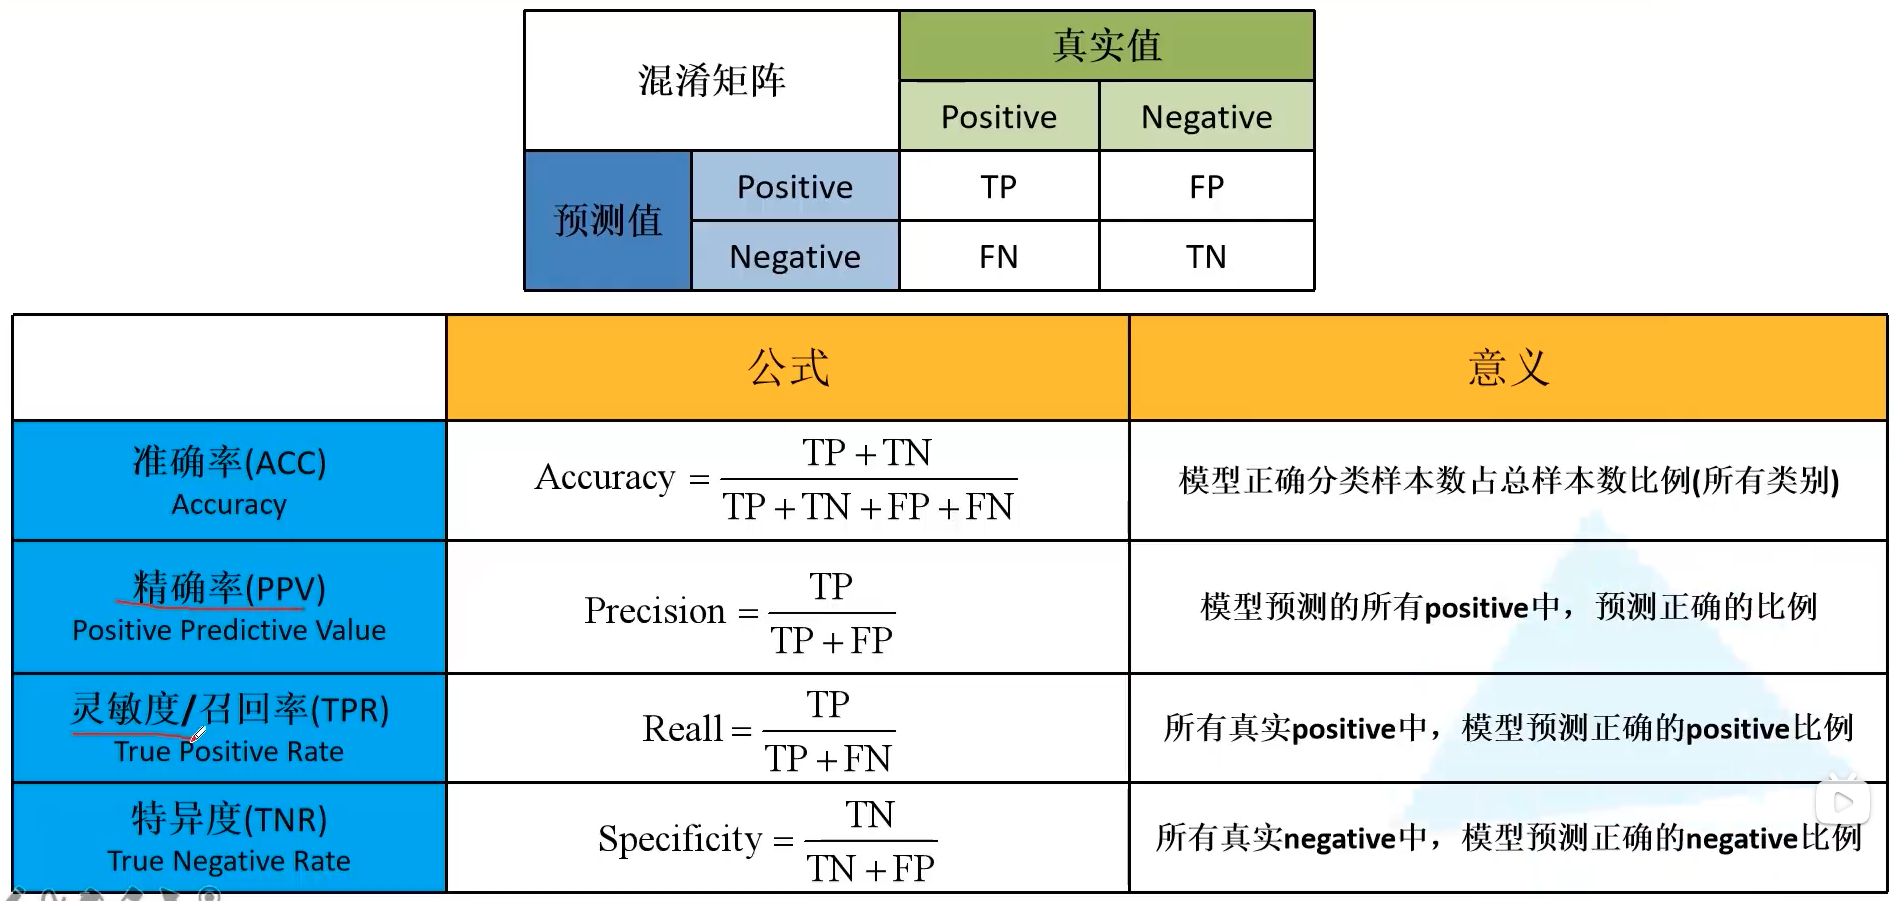 混淆矩阵
真实值
Positive Negative
预测值
Positive TP FP
Negative FN TN
公式 意义
准确率(ACC)
Accuracy
Accuracy = (TP + TN) / (TP + TN + FP + FN)
模型正确分类样本数占总样本数比例(所有类别)
精确率(PPV)
Positive Predictive Value
Precision = TP / (TP + FP)
模型预测的所有positive中，预测正确的比例
灵敏度/召回率(TPR)
True Positive Rate
Reall = TP / (TP + FN)
所有真实positive中，模型预测正确的positive比例
特异度(TNR)
True Negative Rate
Specificity = TN / (TN + FP)
所有真实negative中，模型预测正确的negative比例